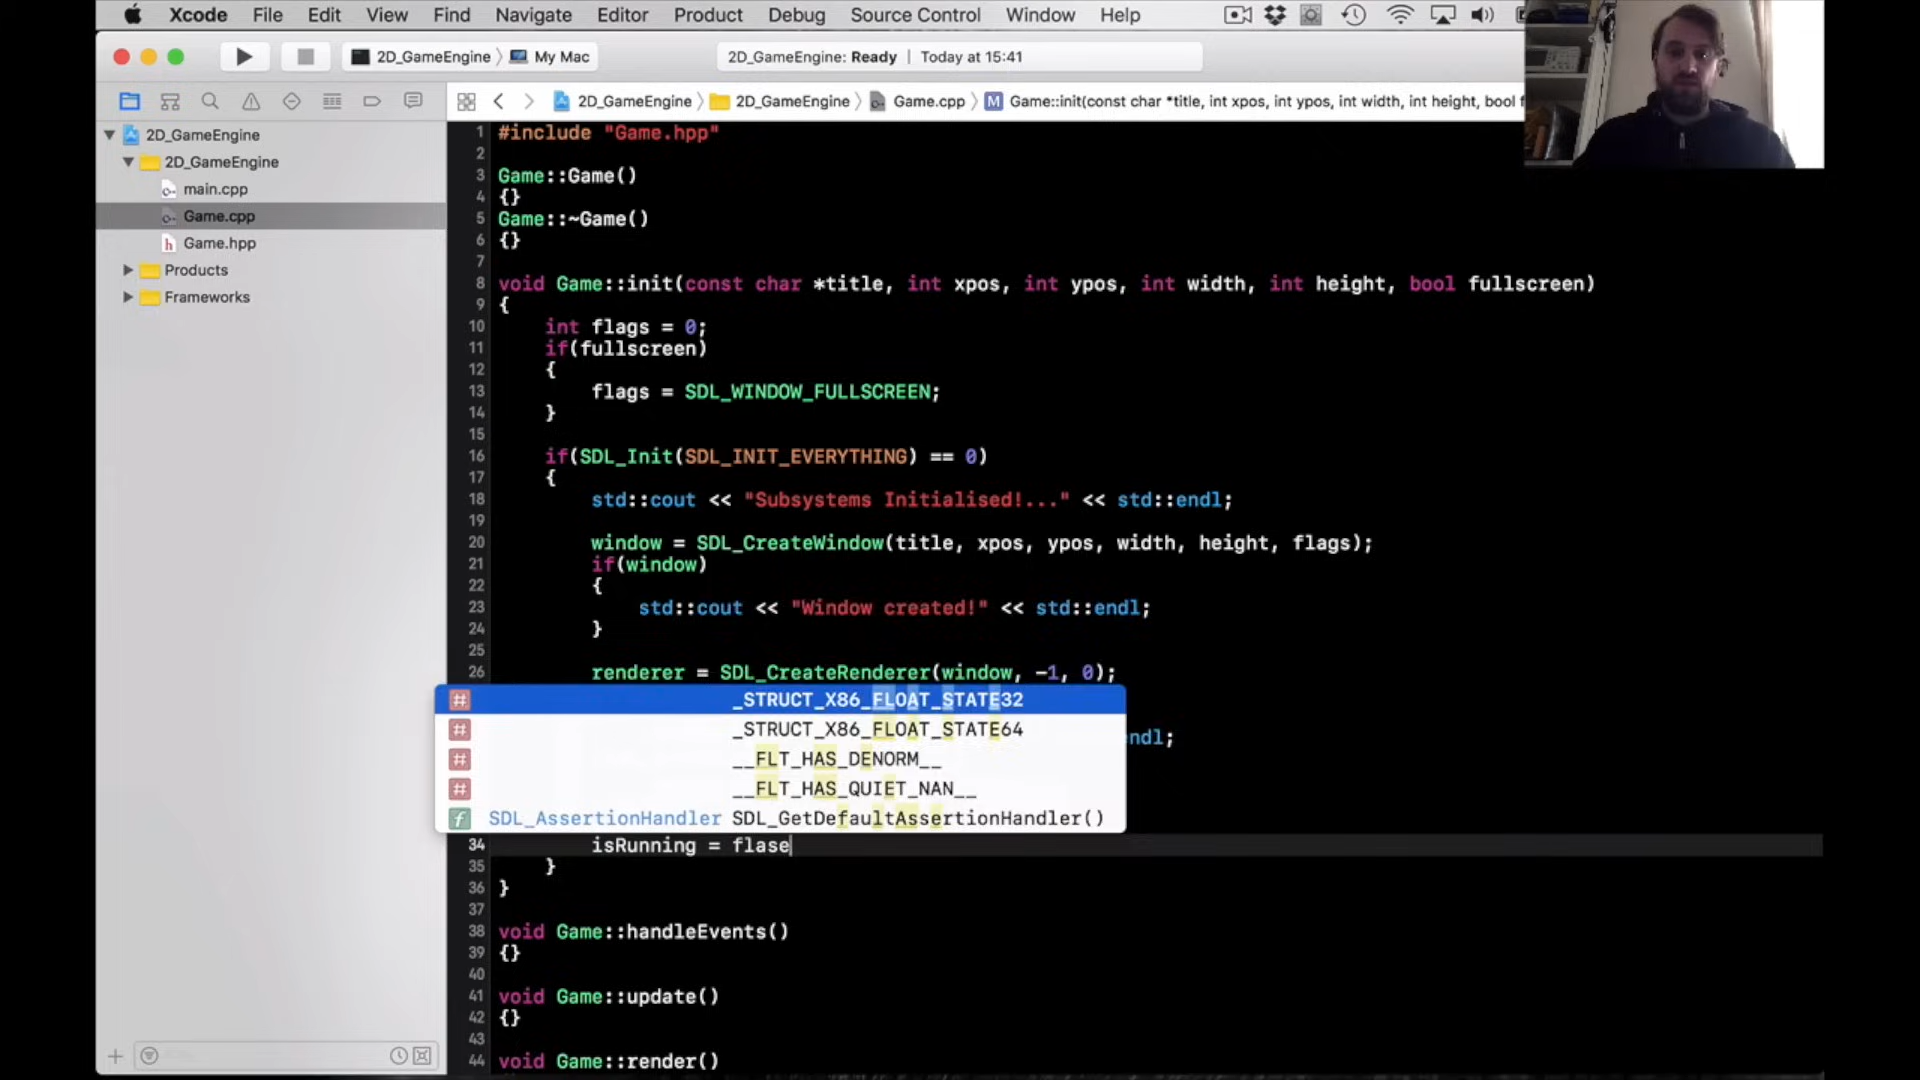 Xcode File Edit View Find Navigate Editor Product Debug Source Control Window Help
2D_GameEngine My Mac
2D_GameEngine: Ready | Today at 15:41
2D_GameEngine 2D_GameEngine Game.cpp M Game::init(const char *title, int xpos, int ypos, int width, int height, bool f
2D_GameEngine
2D_GameEngine
main.cpp
Game.cpp
h Game.hpp
Products
Frameworks
1 #include "Game.hpp"
2
3 Game::Game()
4 {}
5 Game::~Game()
6 {}
7
8 void Game::init(const char *title, int xpos, int ypos, int width, int height, bool fullscreen)
9 {
10 int flags = 0;
11 if(fullscreen)
12 {
13 flags = SDL_WINDOW_FULLSCREEN;
14 }
15
16 if(SDL_Init(SDL_INIT_EVERYTHING) == 0)
17 {
18 std::cout << "Subsystems Initialised!..." << std::endl;
19
20 window = SDL_CreateWindow(title, xpos, ypos, width, height, flags);
21 if(window)
22 {
23 std::cout << "Window created!" << std::endl;
24 }
25
26 renderer = SDL_CreateRenderer(window, -1, 0);
# _STRUCT_X86_FLOAT_STATE32
# _STRUCT_X86_FLOAT_STATE64
ndl;
# __FLT_HAS_DENORM__
# __FLT_HAS_QUIET_NAN__
f SDL_AssertionHandler SDL_GetDefaultAssertionHandler()
34 isRunning = flase
35 }
36 }
37
38 void Game::handleEvents()
39 {}
40
41 void Game::update()
42 {}
43
44 void Game::render()